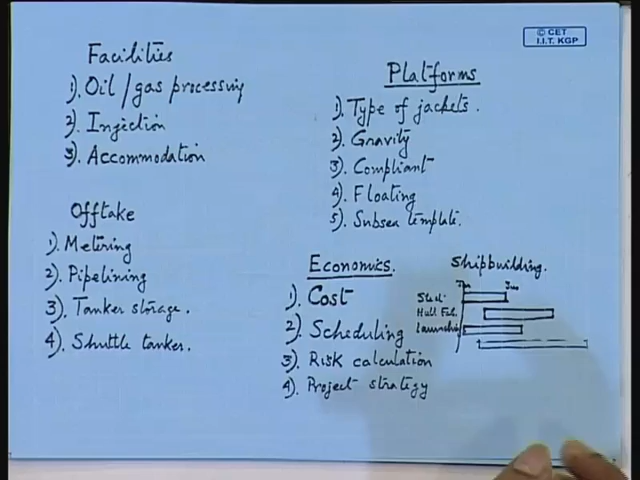 © CET
I.I.T. KGP
Facilities
1). Oil / gas processing
2). Injection
3). Accommodation
Offtake
1). Metering
2). Pipelining
3). Tanker storage.
4). Shuttle tanker.
Platforms
1). Type of jackets.
2). Gravity
3). Compliant
4). Floating
5). Subsea template.
Economics.
1). Cost
2). Scheduling
3). Risk calculation
4). Project strategy
Shipbuilding.
Steel.
Hull Fab.
Launching